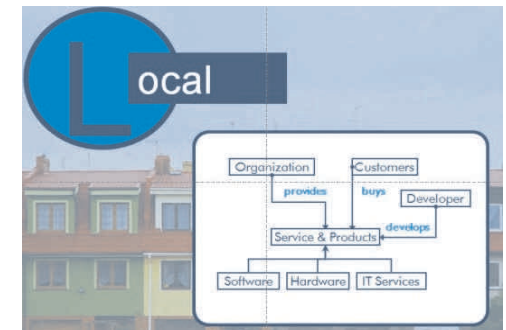 Local
Organization
Customers
provides
buys
Developer
develops
Service & Products
Software
Hardware
IT Services